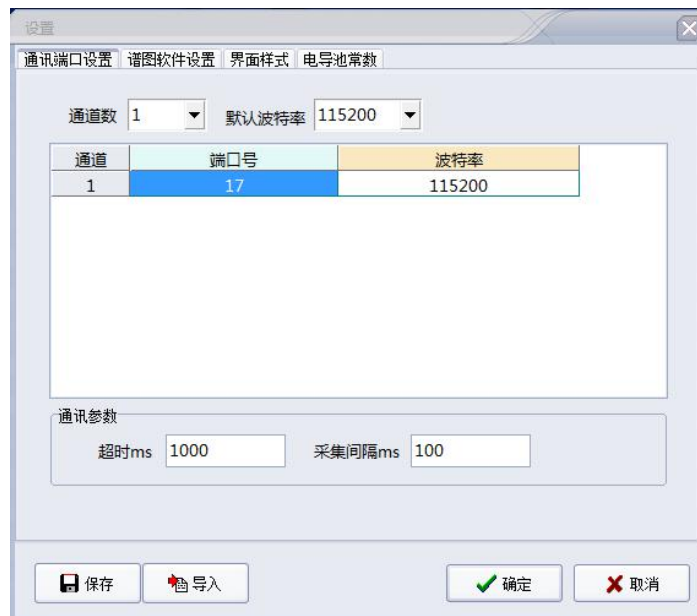 设置
通讯端口设置 谱图软件设置 界面样式 电导池常数
通道数 1 默认波特率 115200
通道 端口号 波特率
1 17 115200
通讯参数
超时ms 1000 采集间隔ms 100
保存 导入 确定 取消